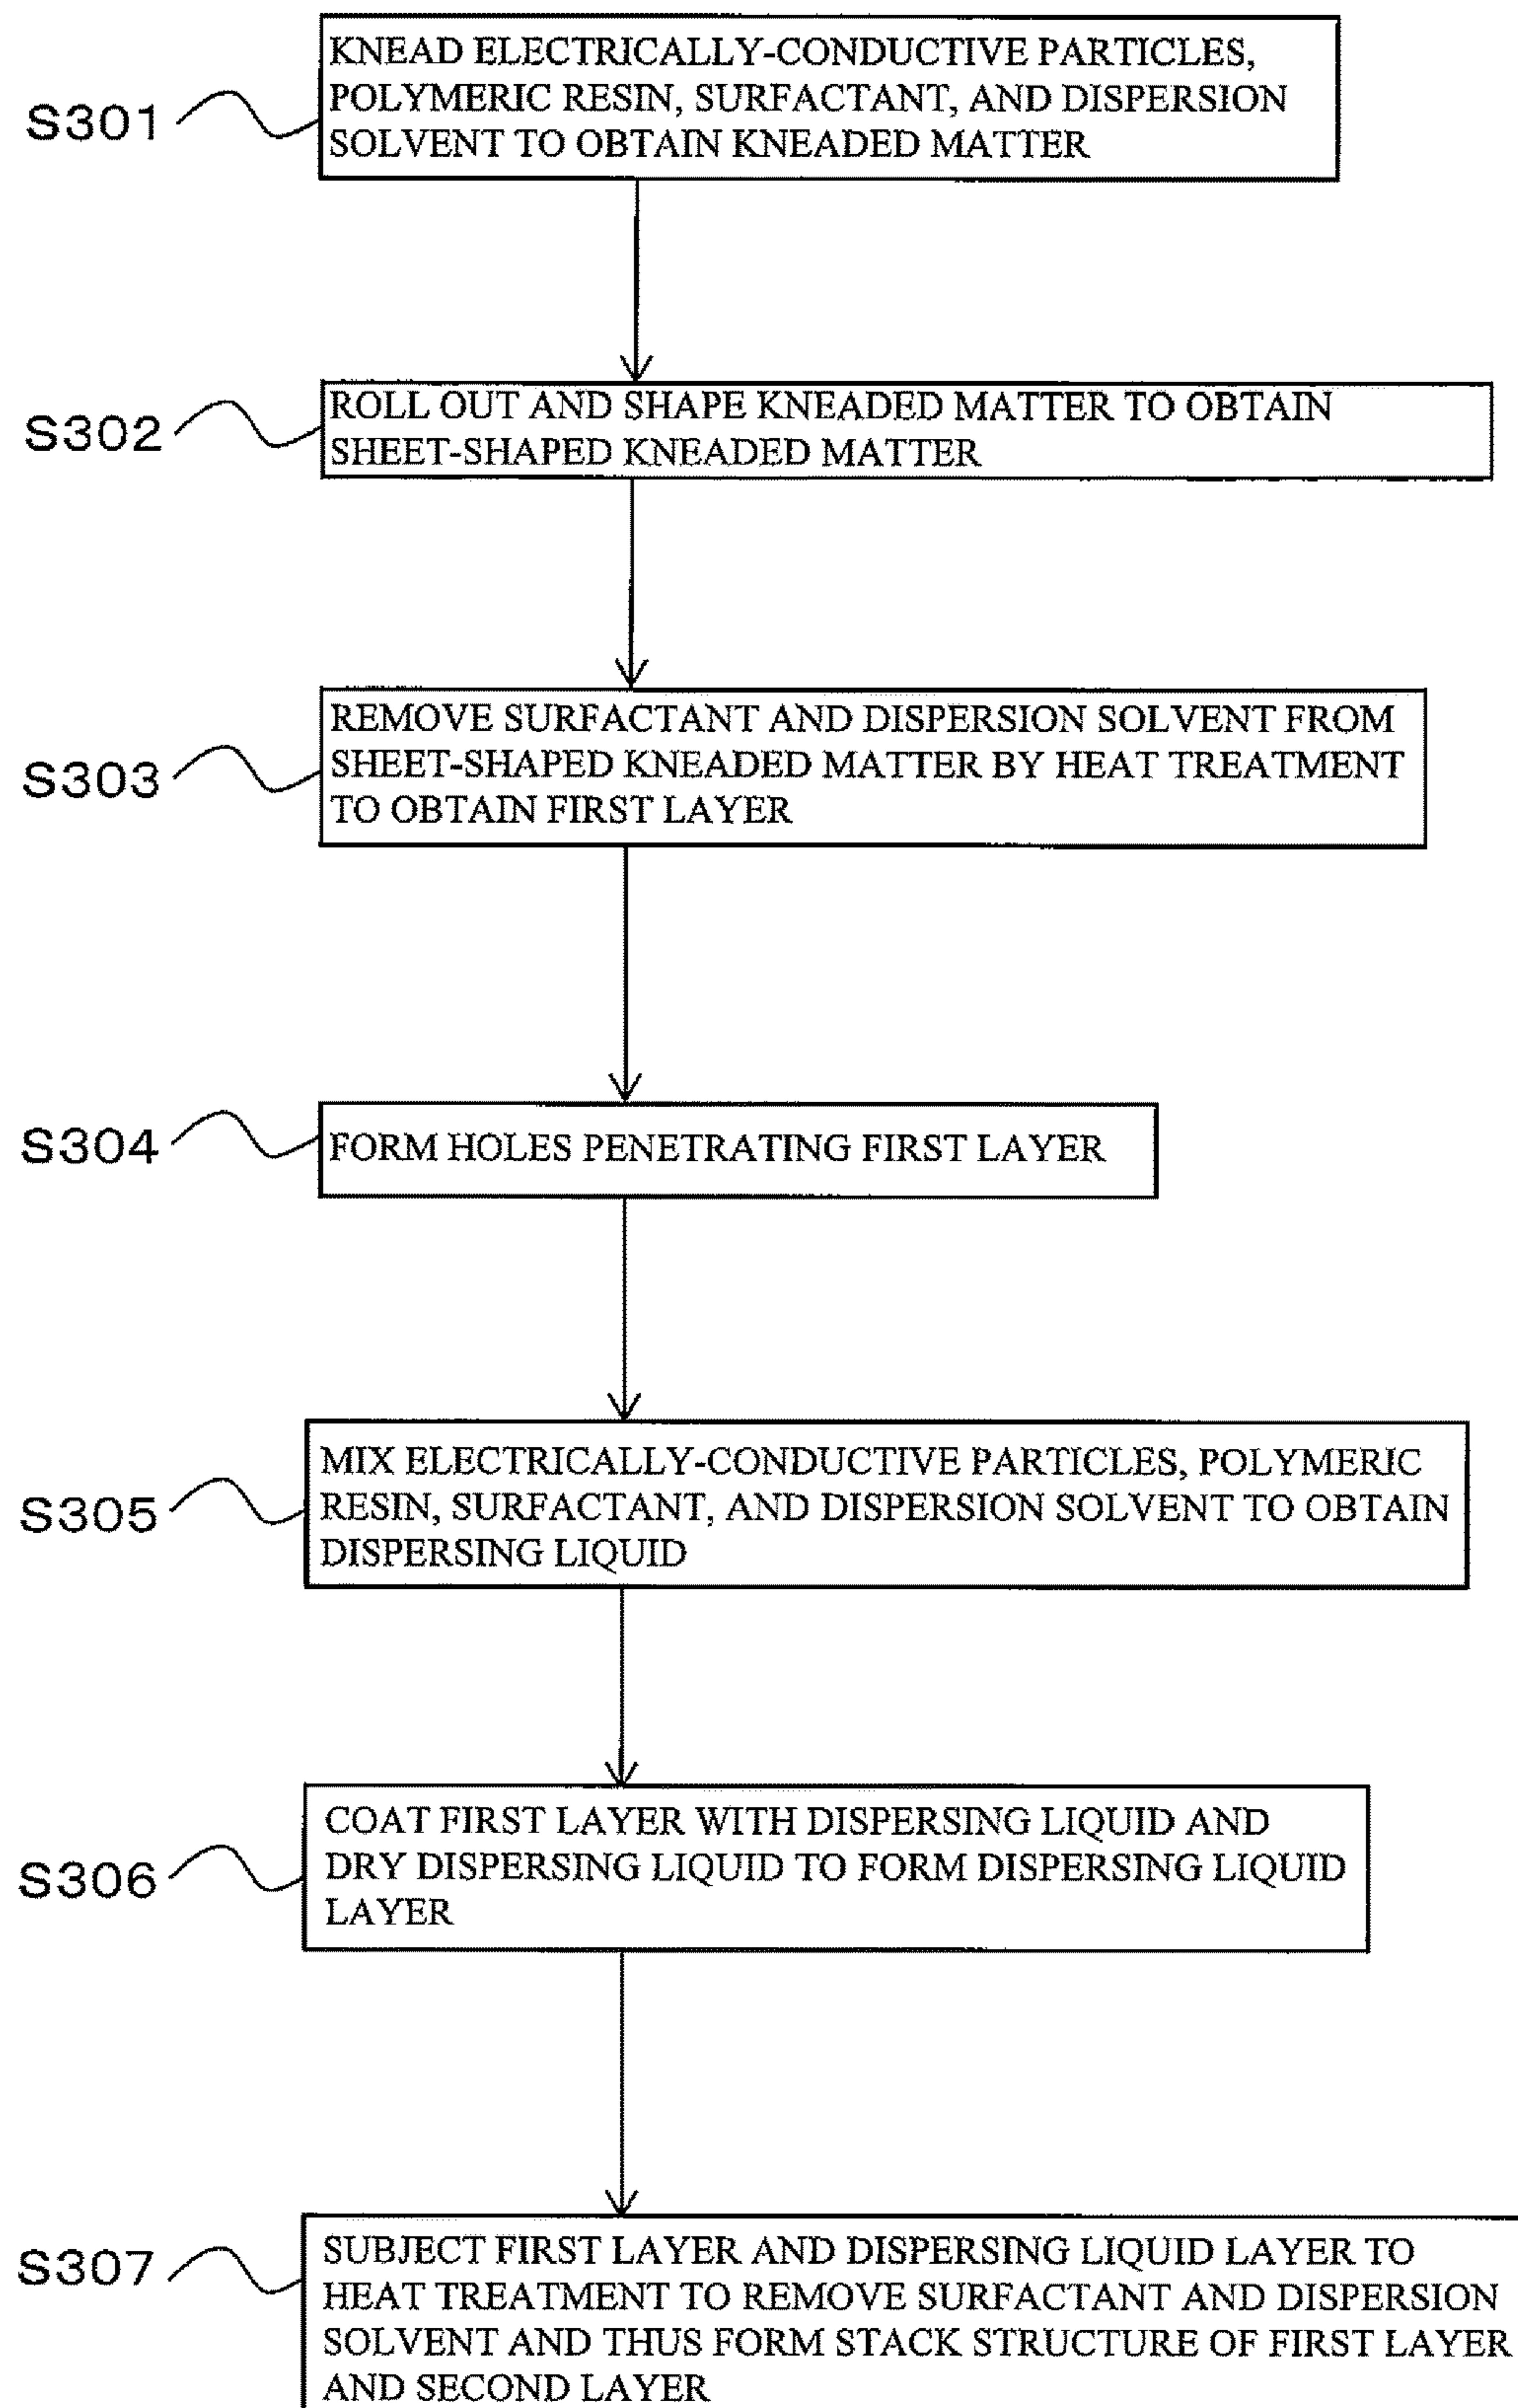 S301
KNEAD ELECTRICALLY-CONDUCTIVE PARTICLES,
POLYMERIC RESIN, SURFACTANT, AND DISPERSION
SOLVENT TO OBTAIN KNEADED MATTER
S302
ROLL OUT AND SHAPE KNEADED MATTER TO OBTAIN
SHEET-SHAPED KNEADED MATTER
S303
REMOVE SURFACTANT AND DISPERSION SOLVENT FROM
SHEET-SHAPED KNEADED MATTER BY HEAT TREATMENT
TO OBTAIN FIRST LAYER
S304
FORM HOLES PENETRATING FIRST LAYER
S305
MIX ELECTRICALLY-CONDUCTIVE PARTICLES, POLYMERIC
RESIN, SURFACTANT, AND DISPERSION SOLVENT TO OBTAIN
DISPERSING LIQUID
S306
COAT FIRST LAYER WITH DISPERSING LIQUID AND
DRY DISPERSING LIQUID TO FORM DISPERSING LIQUID
LAYER
S307
SUBJECT FIRST LAYER AND DISPERSING LIQUID LAYER TO
HEAT TREATMENT TO REMOVE SURFACTANT AND DISPERSION
SOLVENT AND THUS FORM STACK STRUCTURE OF FIRST LAYER
AND SECOND LAYER